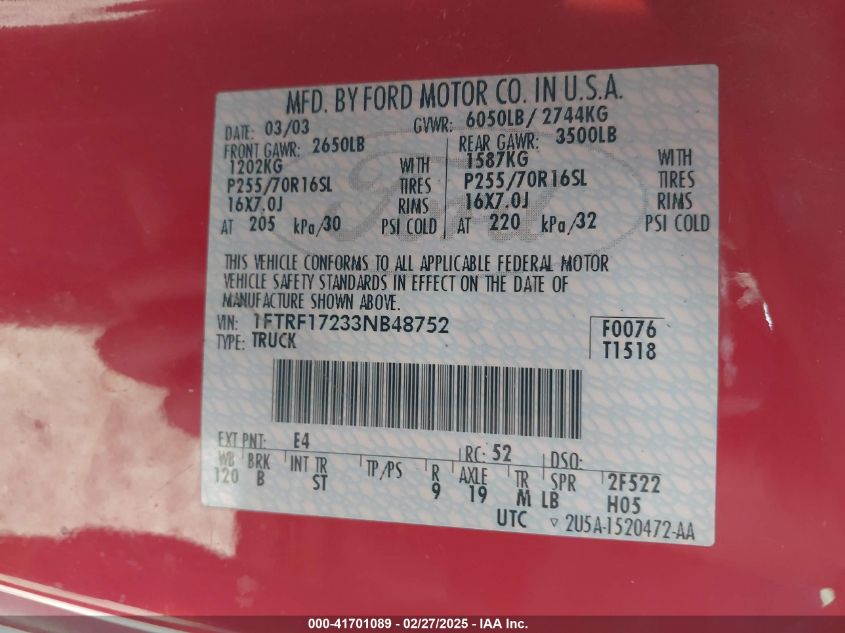 MFD. BY FORD MOTOR CO. IN U.S.A.
DATE: 03/03 GVWR: 6050LB/ 2744KG
FRONT GAWR: 2650LB REAR GAWR: 3500LB
1202KG WITH 1587KG WITH
P255/70R16SL TIRES P255/70R16SL TIRES
16X7.0J RIMS 16X7.0J RIMS
AT 205 kPa/30 PSI COLD AT 220 kPa/32 PSI COLD
Ford
THIS VEHICLE CONFORMS TO ALL APPLICABLE FEDERAL MOTOR
VEHICLE SAFETY STANDARDS IN EFFECT ON THE DATE OF
MANUFACTURE SHOWN ABOVE.
VIN: 1FTRF17233NB48752 F0076
TYPE: TRUCK T1518
EXT PNT: E4 RC: 52 DSO:
WB BRK INT TR TP/PS R AXLE TR SPR 2F522
120 B ST 9 19 M LB H05
UTC ▽ 2U5A-1520472-AA
000-41701089 - 02/27/2025 - IAA Inc.